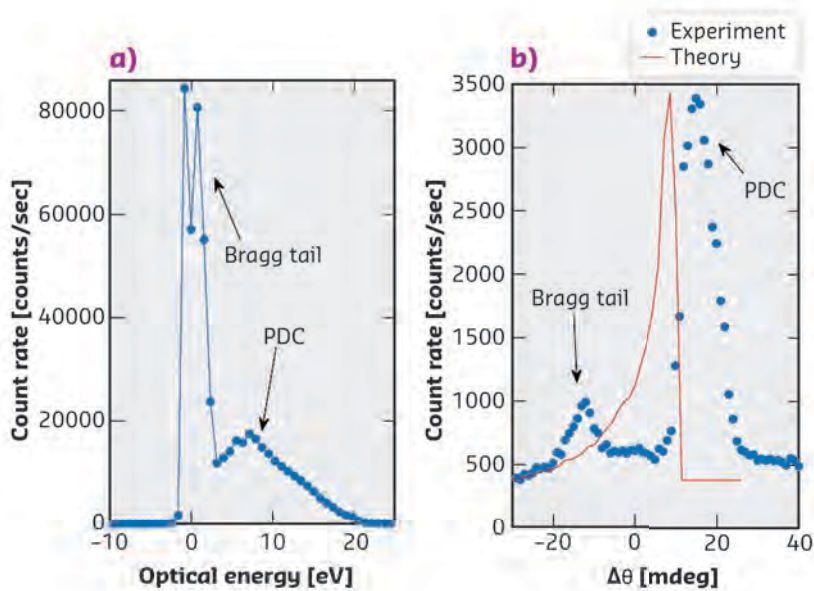 a)
80000
60000
40000
20000
0
Count rate [counts/sec]
Bragg tail
PDC
−10
0
10
20
Optical energy [eV]
Experiment
Theory
b)
3500
3000
2500
2000
1500
1000
500
0
Count rate [counts/sec]
PDC
Bragg tail
−20
0
20
40
Δθ [mdeg]